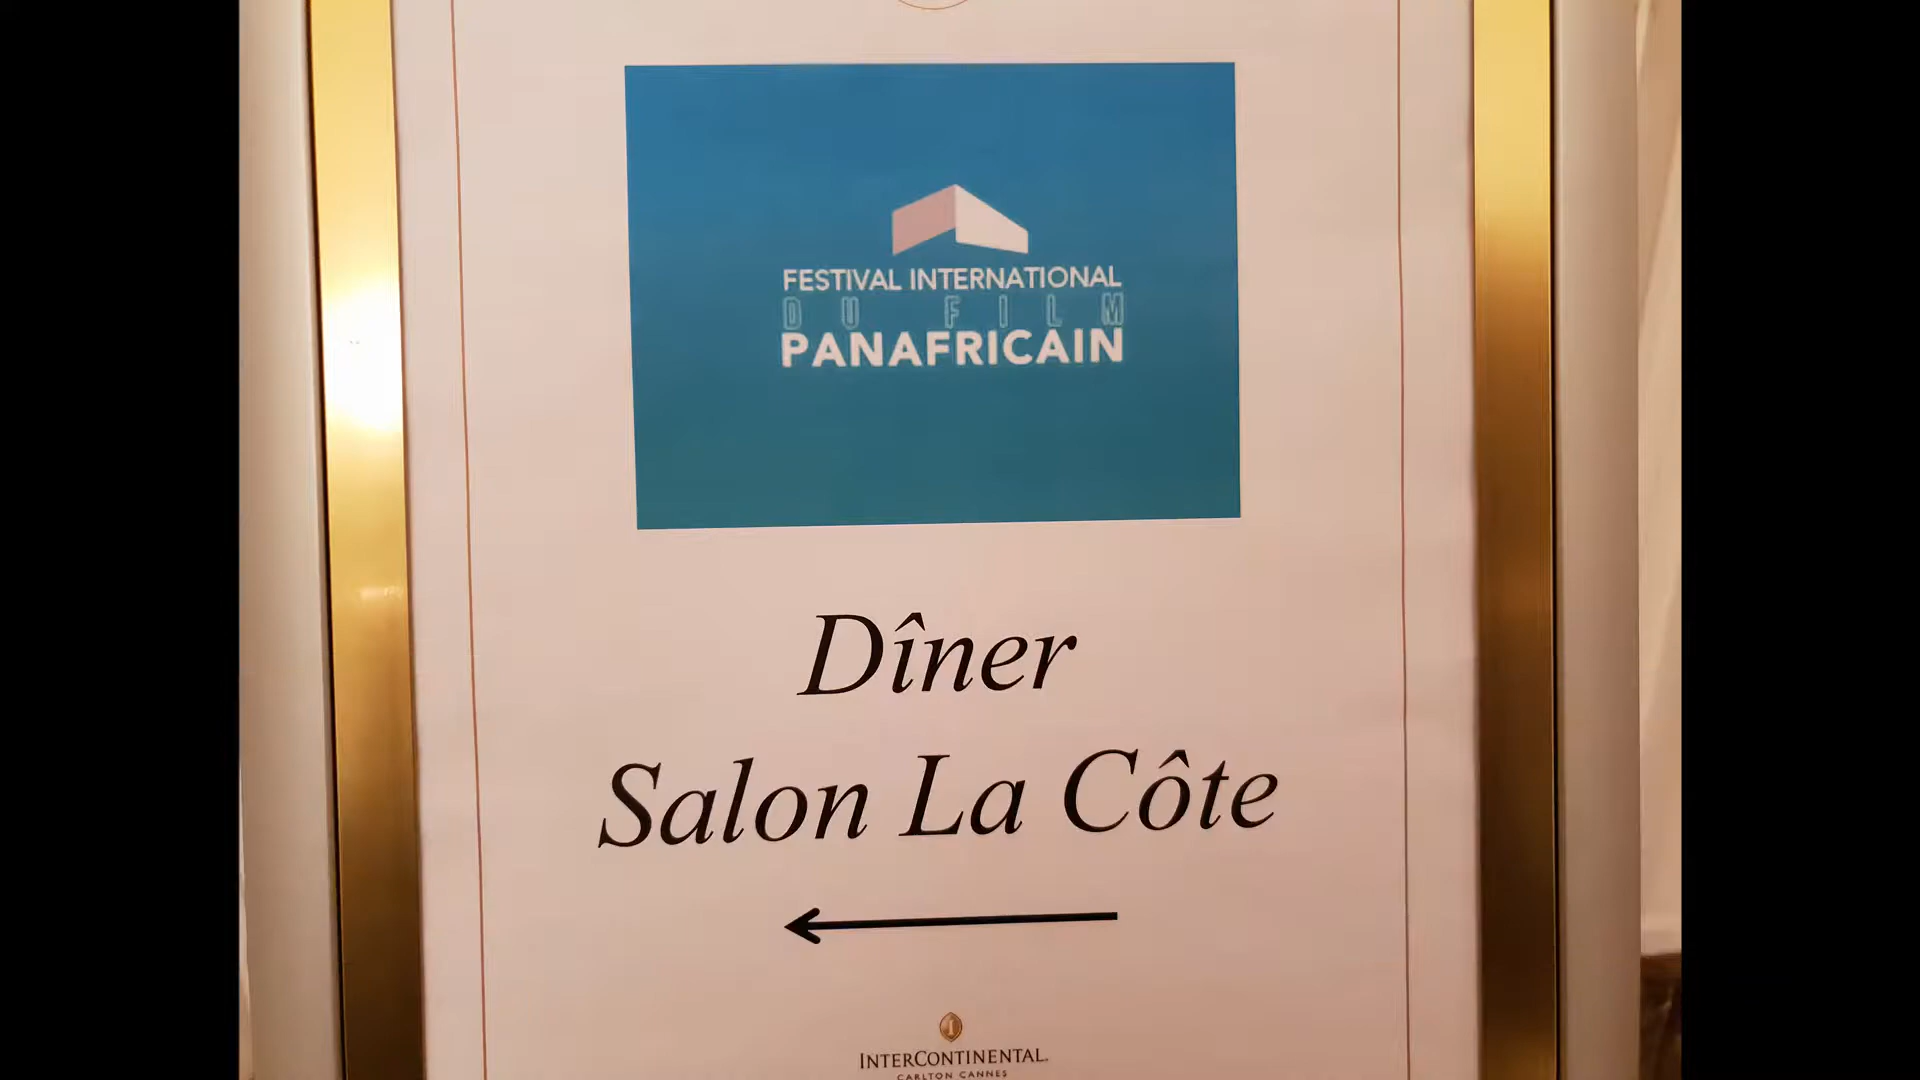 FESTIVAL INTERNATIONAL
DU FILM
PANAFRICAIN
Dîner
Salon La Côte
INTERCONTINENTAL.
CARLTON CANNES